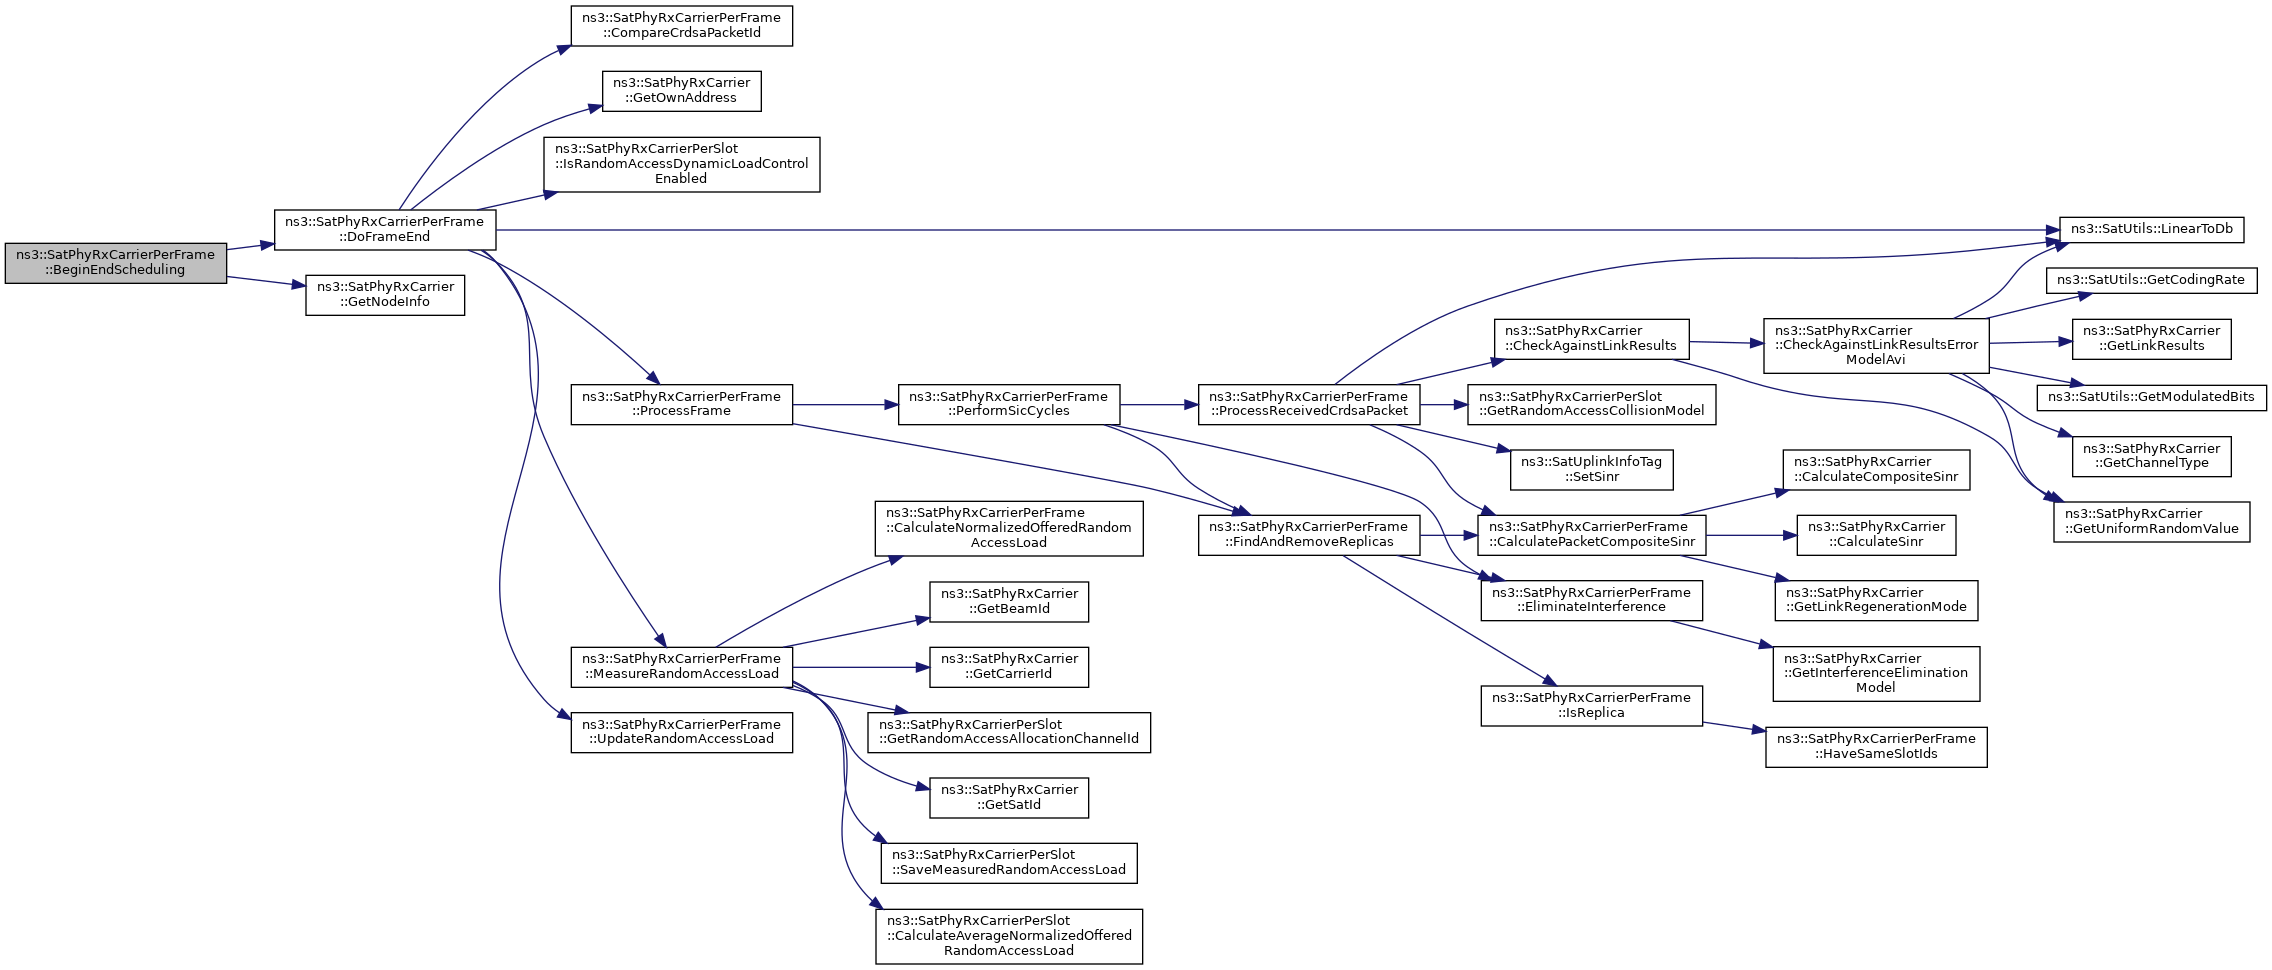 ns3::SatPhyRxCarrierPerFrame
::BeginEndScheduling
ns3::SatPhyRxCarrierPerFrame
::DoFrameEnd
ns3::SatPhyRxCarrier
::GetNodeInfo
ns3::SatPhyRxCarrierPerFrame
::CompareCrdsaPacketId
ns3::SatPhyRxCarrier
::GetOwnAddress
ns3::SatPhyRxCarrierPerSlot
::IsRandomAccessDynamicLoadControl
Enabled
ns3::SatPhyRxCarrierPerFrame
::ProcessFrame
ns3::SatPhyRxCarrierPerFrame
::MeasureRandomAccessLoad
ns3::SatPhyRxCarrierPerFrame
::UpdateRandomAccessLoad
ns3::SatPhyRxCarrierPerFrame
::PerformSicCycles
ns3::SatPhyRxCarrierPerFrame
::CalculateNormalizedOfferedRandom
AccessLoad
ns3::SatPhyRxCarrier
::GetBeamId
ns3::SatPhyRxCarrier
::GetCarrierId
ns3::SatPhyRxCarrierPerSlot
::GetRandomAccessAllocationChannelId
ns3::SatPhyRxCarrier
::GetSatId
ns3::SatPhyRxCarrierPerSlot
::SaveMeasuredRandomAccessLoad
ns3::SatPhyRxCarrierPerSlot
::CalculateAverageNormalizedOffered
RandomAccessLoad
ns3::SatPhyRxCarrierPerFrame
::ProcessReceivedCrdsaPacket
ns3::SatPhyRxCarrierPerFrame
::FindAndRemoveReplicas
ns3::SatPhyRxCarrier
::CheckAgainstLinkResults
ns3::SatPhyRxCarrierPerSlot
::GetRandomAccessCollisionModel
ns3::SatUplinkInfoTag
::SetSinr
ns3::SatPhyRxCarrierPerFrame
::CalculatePacketCompositeSinr
ns3::SatPhyRxCarrierPerFrame
::EliminateInterference
ns3::SatPhyRxCarrierPerFrame
::IsReplica
ns3::SatPhyRxCarrier
::CheckAgainstLinkResultsError
ModelAvi
ns3::SatPhyRxCarrier
::CalculateCompositeSinr
ns3::SatPhyRxCarrier
::CalculateSinr
ns3::SatPhyRxCarrier
::GetLinkRegenerationMode
ns3::SatPhyRxCarrier
::GetInterferenceElimination
Model
ns3::SatPhyRxCarrierPerFrame
::HaveSameSlotIds
ns3::SatUtils::LinearToDb
ns3::SatUtils::GetCodingRate
ns3::SatPhyRxCarrier
::GetLinkResults
ns3::SatUtils::GetModulatedBits
ns3::SatPhyRxCarrier
::GetChannelType
ns3::SatPhyRxCarrier
::GetUniformRandomValue